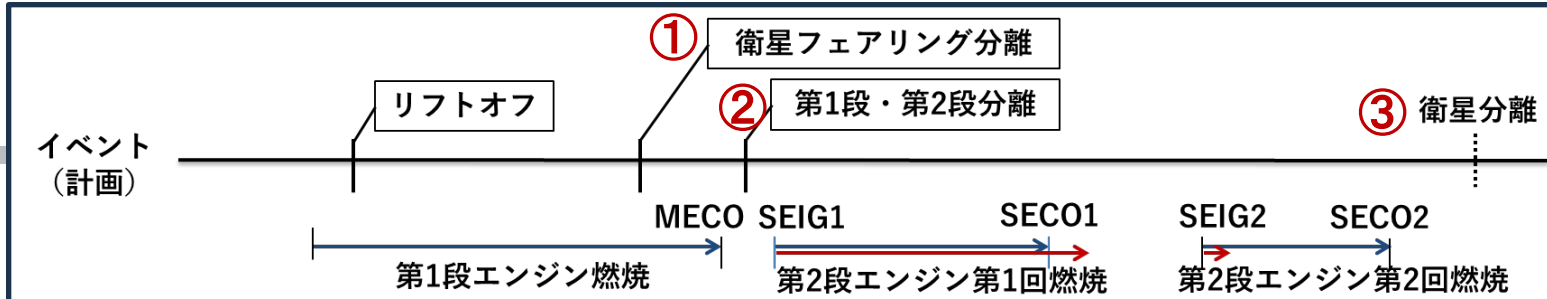 ① 衛星フェアリング分離
リフトオフ
② 第1段・第2段分離
③ 衛星分離
イベント
（計画）
MECO SEIG1 SECO1 SEIG2 SECO2
第1段エンジン燃焼
第2段エンジン第1回燃焼
第2段エンジン第2回燃焼